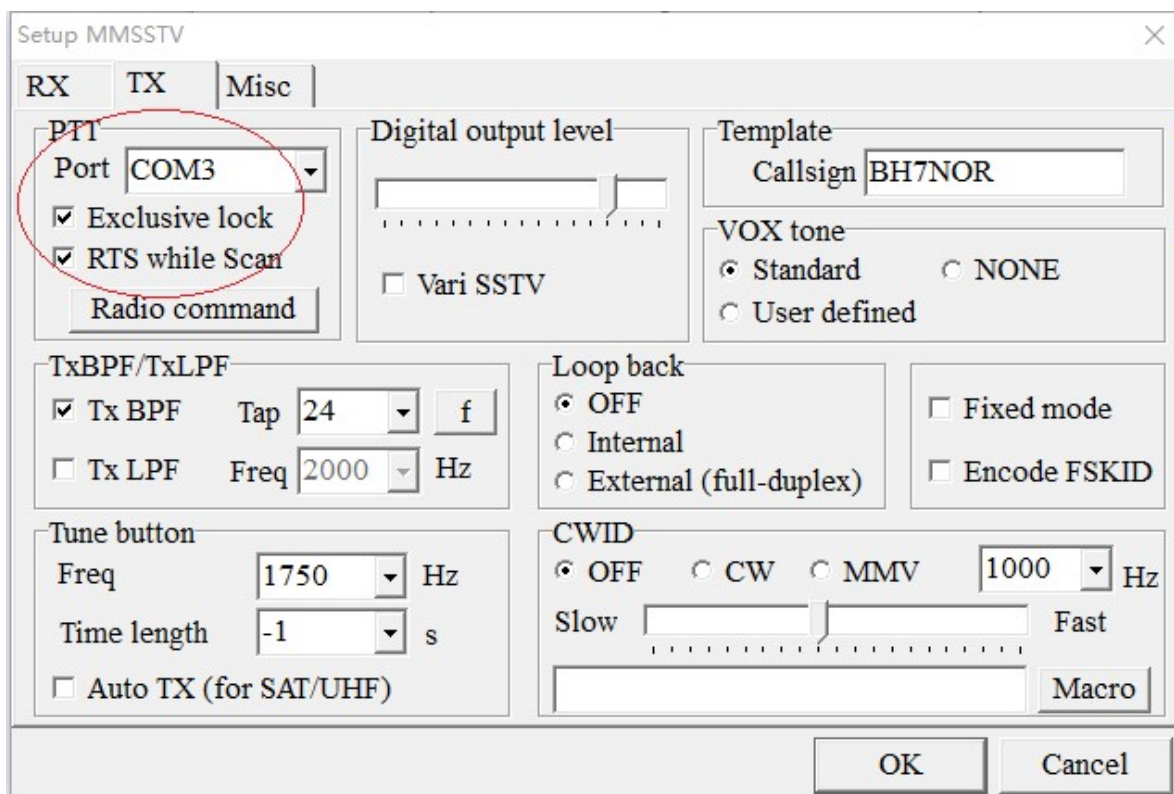 Setup MMSSTV
RX TX Misc
PTT
Port COM3
Exclusive lock
RTS while Scan
Radio command
Digital output level
Vari SSTV
Template
Callsign BH7NOR
VOX tone
Standard NONE
User defined
TxBPF/TxLPF
Tx BPF Tap 24 f
Tx LPF Freq 2000 Hz
Loop back
OFF
Internal
External (full-duplex)
Fixed mode
Encode FSKID
Tune button
Freq 1750 Hz
Time length -1 s
Auto TX (for SAT/UHF)
CWID
OFF CW MMV 1000 Hz
Slow Fast
Macro
OK Cancel